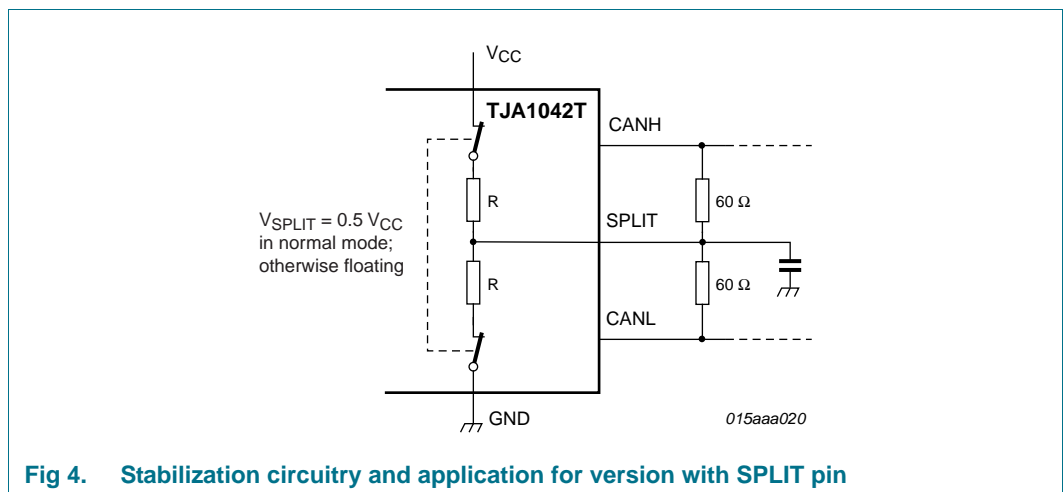 VCC
TJA1042T
CANH
R
60 Ω
VSPLIT = 0.5 VCC
in normal mode;
otherwise floating
SPLIT
R
60 Ω
CANL
GND
015aaa020
Fig 4. Stabilization circuitry and application for version with SPLIT pin